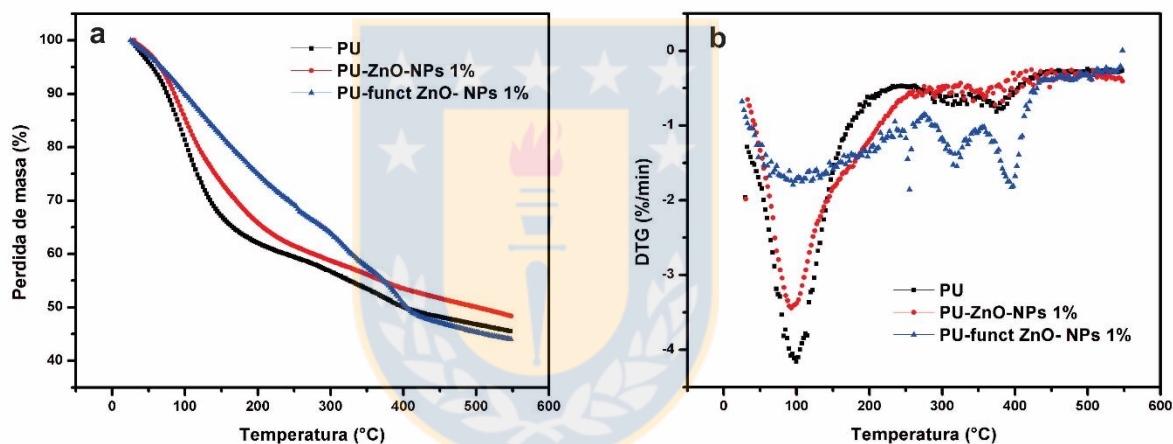 a
PU
PU-ZnO-NPs 1%
PU-funct ZnO- NPs 1%
Perdida de masa (%)
100
90
80
70
60
50
40
0
100
200
300
400
500
600
Temperatura (°C)
b
DTG (%/min)
0
-1
-2
-3
-4
PU
PU-ZnO-NPs 1%
PU-funct ZnO- NPs 1%
0
100
200
300
400
500
600
Temperatura (°C)